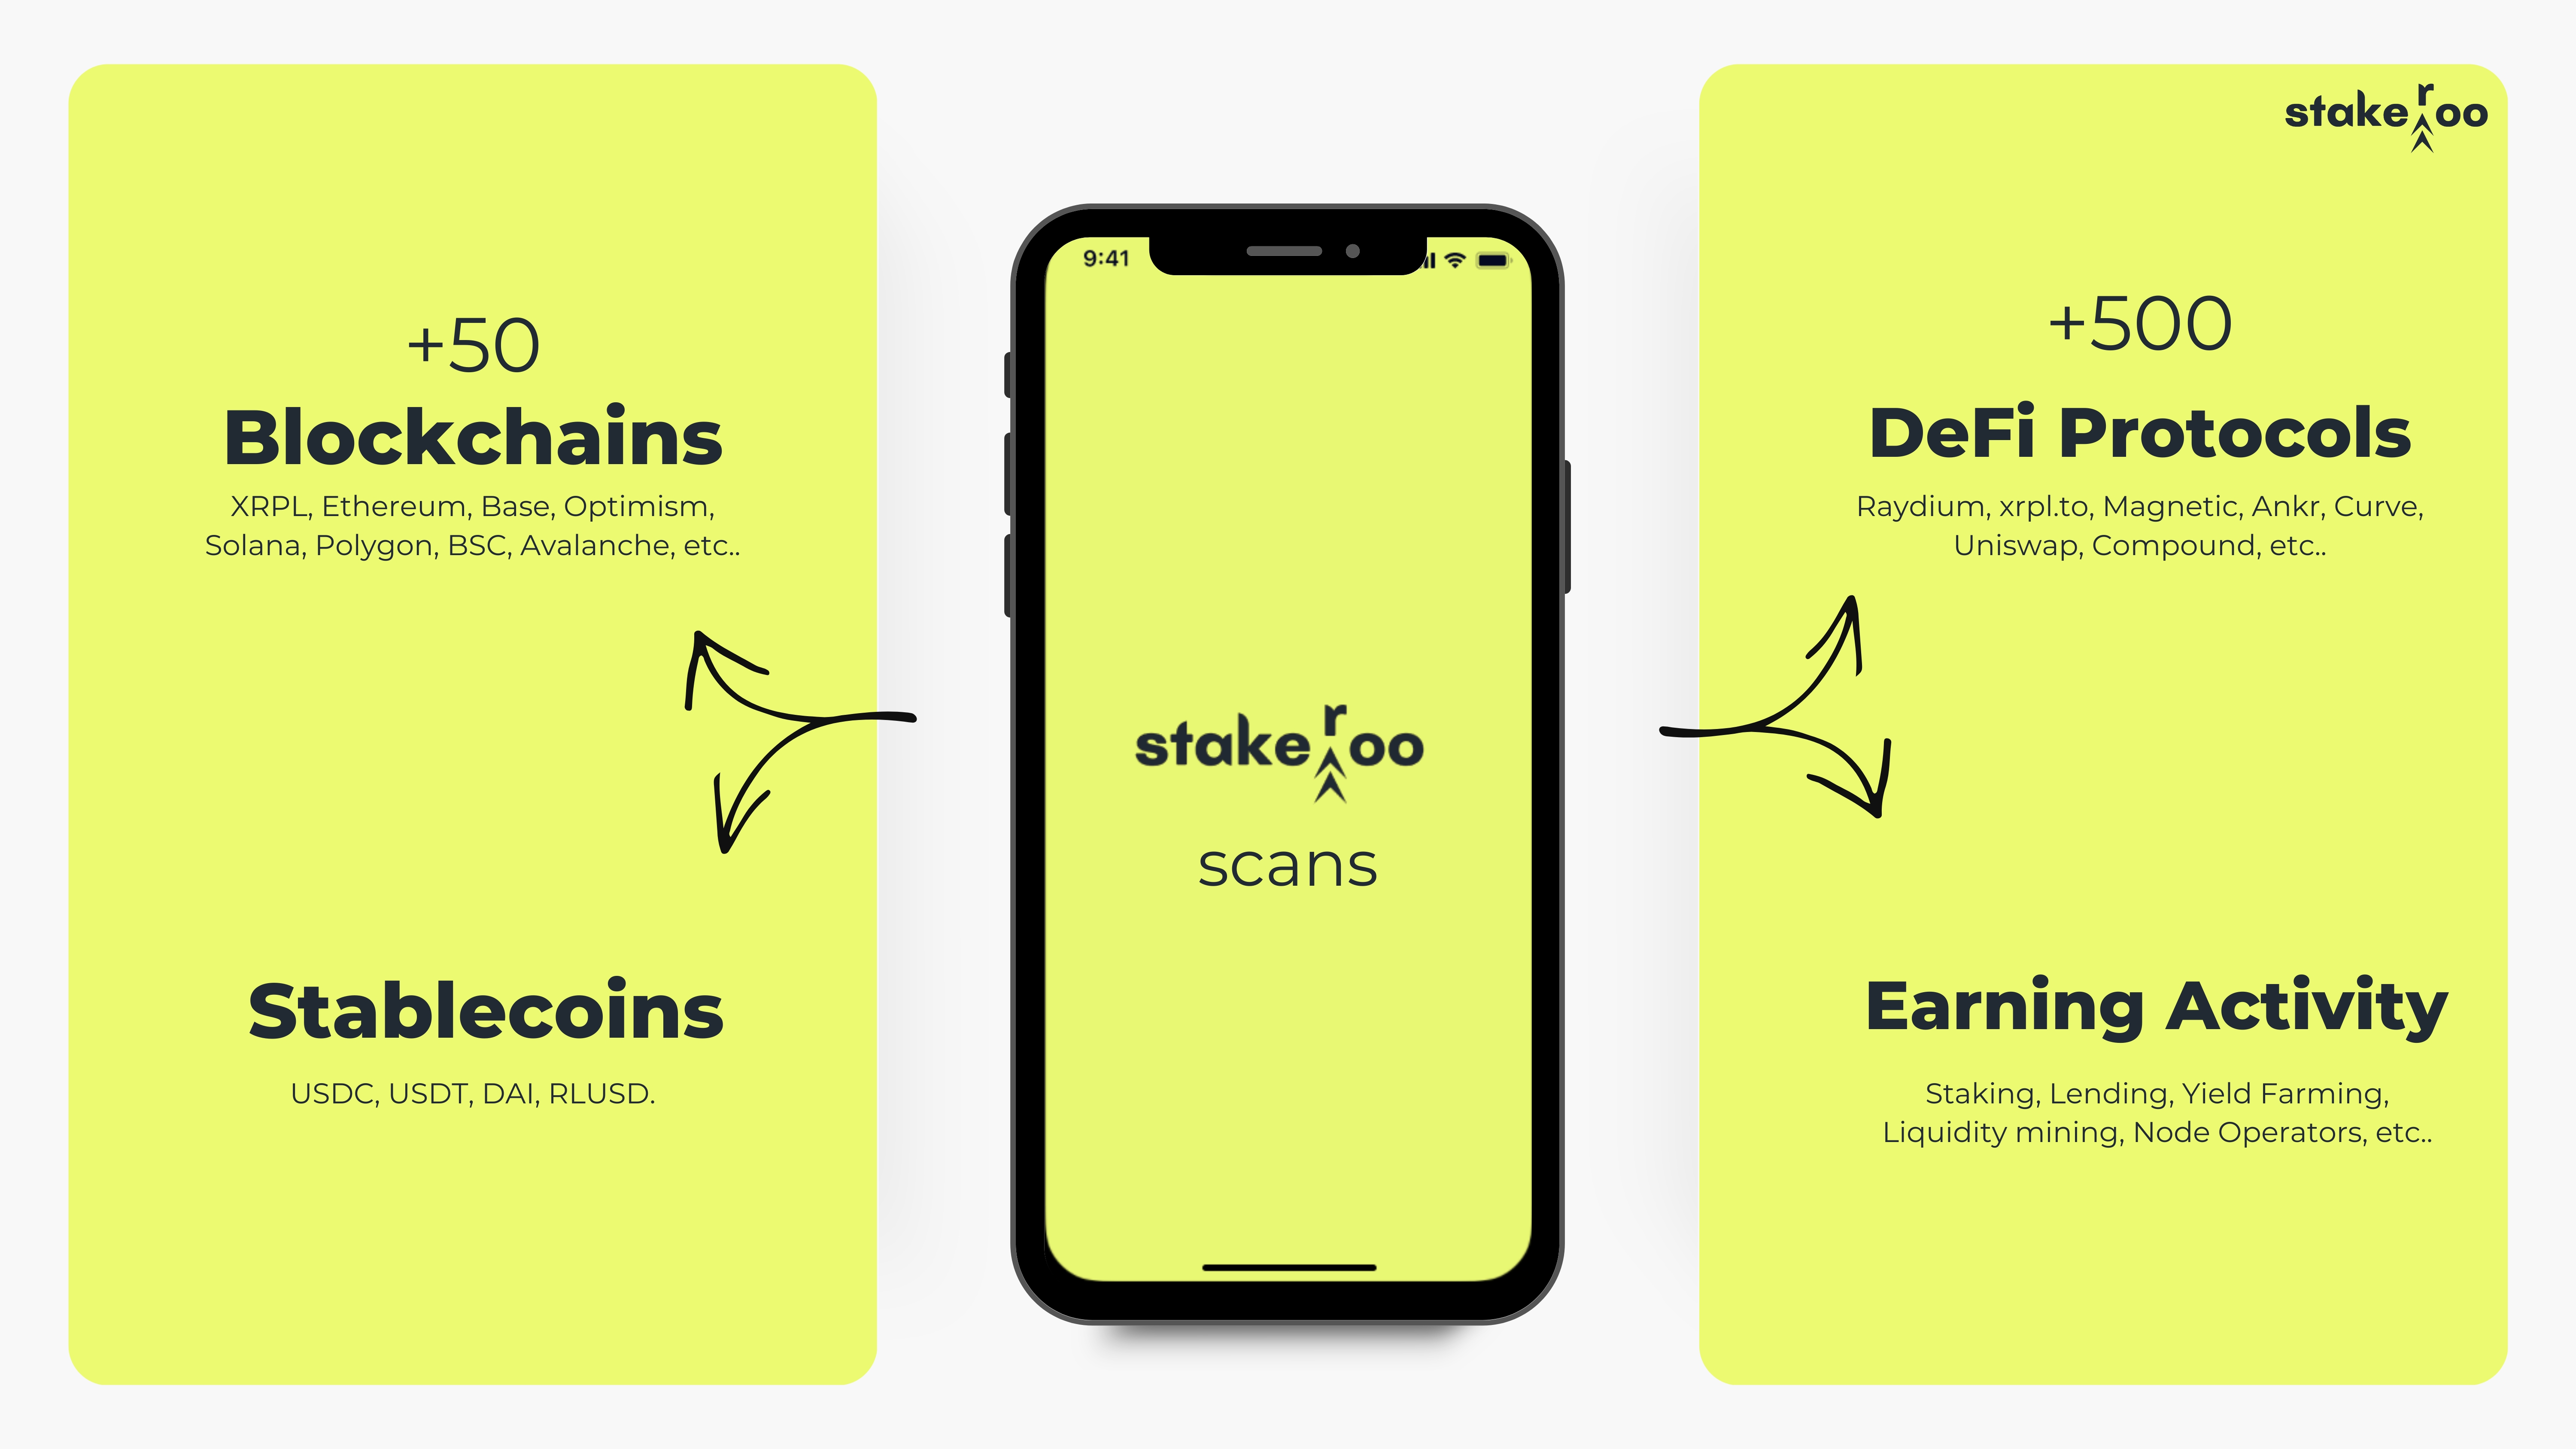 +50
Blockchains
XRPL, Ethereum, Base, Optimism,
Solana, Polygon, BSC, Avalanche, etc..
Stablecoins
USDC, USDT, DAI, RLUSD.
9:41
stakeroo
scans
stakeroo
+500
DeFi Protocols
Raydium, xrpl.to, Magnetic, Ankr, Curve,
Uniswap, Compound, etc..
Earning Activity
Staking, Lending, Yield Farming,
Liquidity mining, Node Operators, etc..